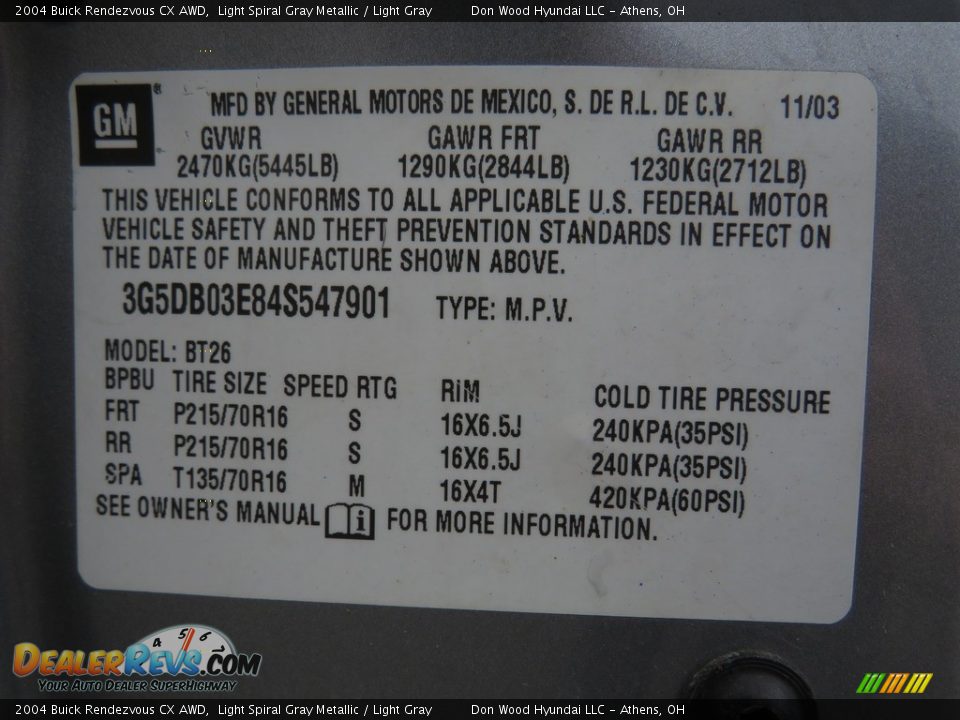 2004 Buick Rendezvous CX AWD, Light Spiral Gray Metallic / Light Gray Don Wood Hyundai LLC - Athens, OH
GM ® MFD BY GENERAL MOTORS DE MEXICO, S. DE R.L. DE C.V. 11/03
GVWR GAWR FRT GAWR RR
2470KG(5445LB) 1290KG(2844LB) 1230KG(2712LB)
THIS VEHICLE CONFORMS TO ALL APPLICABLE U.S. FEDERAL MOTOR
VEHICLE SAFETY AND THEFT PREVENTION STANDARDS IN EFFECT ON
THE DATE OF MANUFACTURE SHOWN ABOVE.
3G5DB03E84S547901 TYPE: M.P.V.
MODEL: BT26
BPBU TIRE SIZE SPEED RTG RIM COLD TIRE PRESSURE
FRT P215/70R16 S 16X6.5J 240KPA(35PSI)
RR P215/70R16 S 16X6.5J 240KPA(35PSI)
SPA T135/70R16 M 16X4T 420KPA(60PSI)
SEE OWNER'S MANUAL i FOR MORE INFORMATION.
4 5 6 7
DEALERREVS.COM
YOUR AUTO DEALER SUPERHIGHWAY
2004 Buick Rendezvous CX AWD, Light Spiral Gray Metallic / Light Gray Don Wood Hyundai LLC - Athens, OH